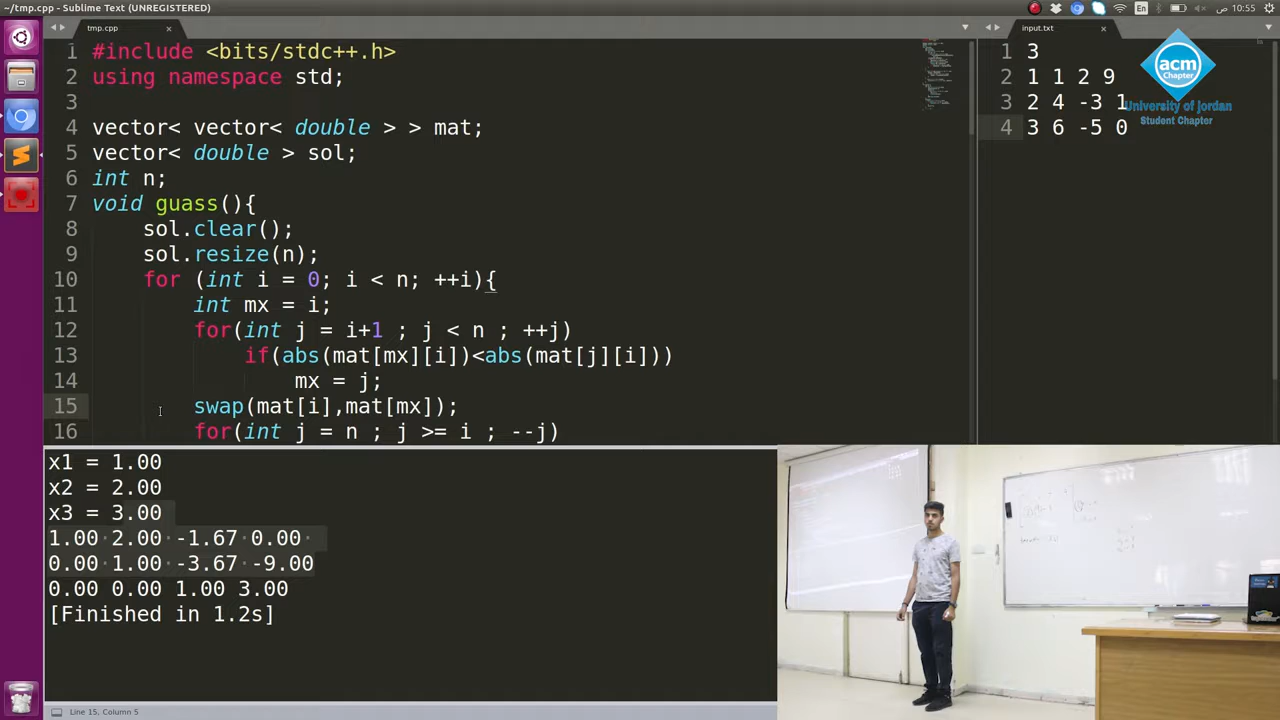 ~/tmp.cpp - Sublime Text (UNREGISTERED)
En
10:55 ص
tmp.cpp
1 #include <bits/stdc++.h>
2 using namespace std;
3
4 vector< vector< double > > mat;
5 vector< double > sol;
6 int n;
7 void guass(){
8 sol.clear();
9 sol.resize(n);
10 for (int i = 0; i < n; ++i){
11 int mx = i;
12 for(int j = i+1 ; j < n ; ++j)
13 if(abs(mat[mx][i])<abs(mat[j][i]))
14 mx = j;
15 swap(mat[i],mat[mx]);
16 for(int j = n ; j >= i ; --j)
input.txt
1 3
2 1 1 2 9
3 2 4 -3 1
4 3 6 -5 0
acm
Chapter
University of Jordan
Student Chapter
x1 = 1.00
x2 = 2.00
x3 = 3.00
1.00 2.00 -1.67 0.00
0.00 1.00 -3.67 -9.00
0.00 0.00 1.00 3.00
[Finished in 1.2s]
Line 15, Column 5